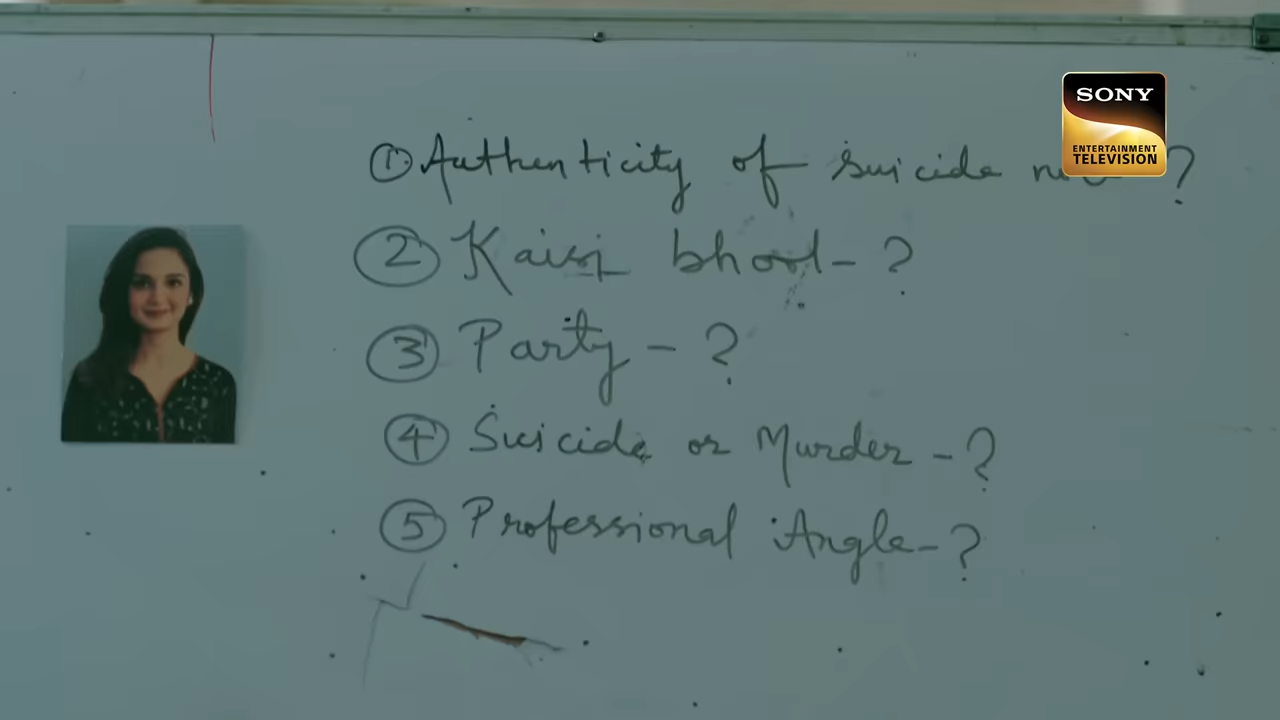 SONY
ENTERTAINMENT
TELEVISION
① Authenticity of suicide ?
② Kaisi bhool - ?
③ Party - ?
④ Suicide or Murder - ?
⑤ Professional Angle - ?